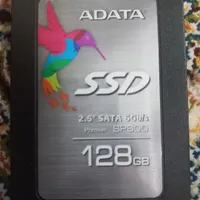 ADATA
SSD
2.5" SATA 6Gb/s
Premier SP600
128GB